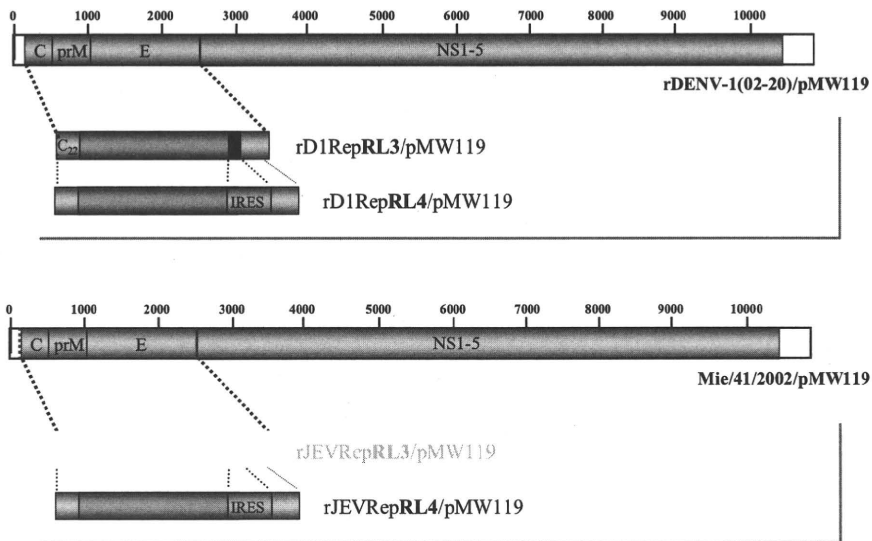 0 1000 2000 3000 4000 5000 6000 7000 8000 9000 10000
C prM E NS1-5
rDENV-1(02-20)/pMW119
C22 rD1RepRL3/pMW119
IRES rD1RepRL4/pMW119
0 1000 2000 3000 4000 5000 6000 7000 8000 9000 10000
C prM E NS1-5
Mie/41/2002/pMW119
rJEVRepRL3/pMW119
IRES rJEVRepRL4/pMW119